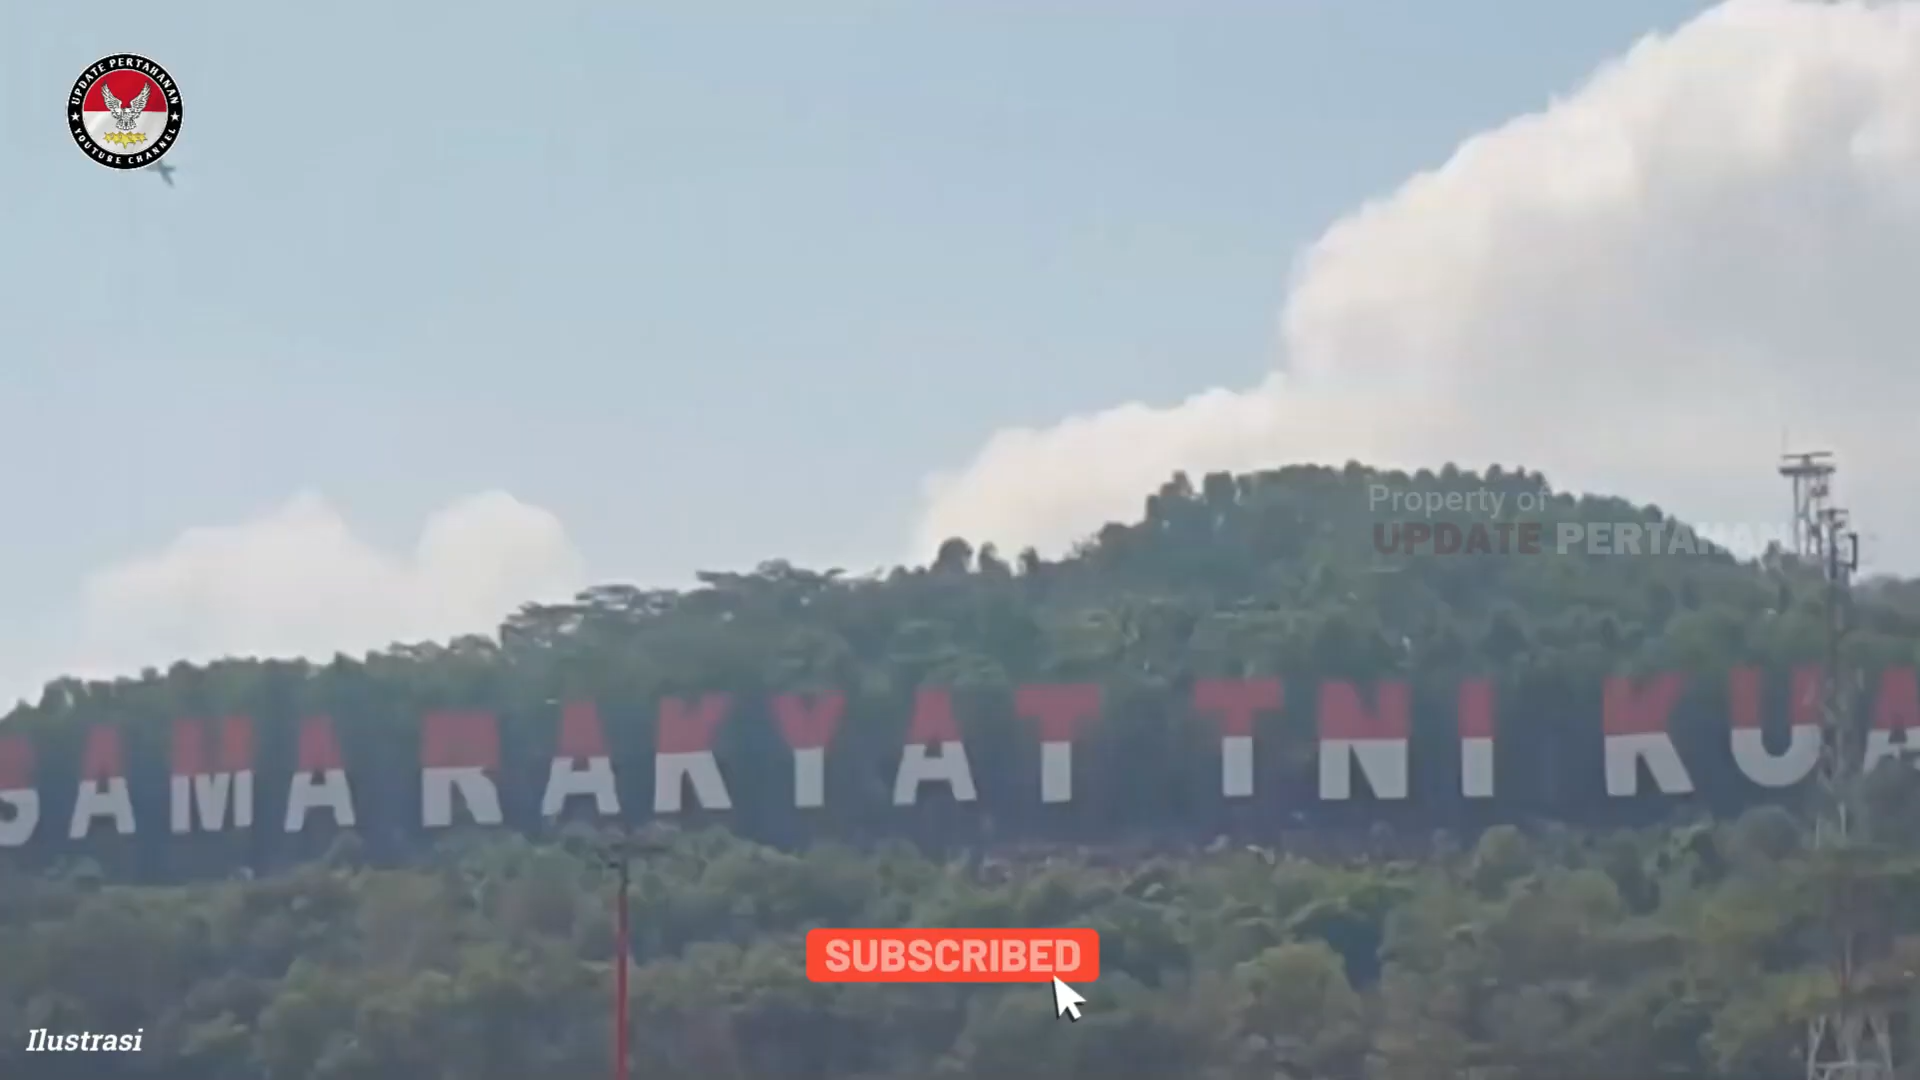 UPDATE PERTAHANAN
YOUTUBE CHANNEL
Property of
UPDATE PERTAHAN
SAMA RAKYAT TNI KUA
SUBSCRIBED
Ilustrasi